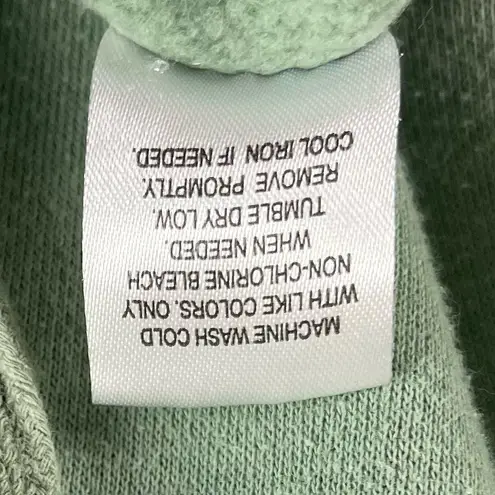 MACHINE WASH COLD
WITH LIKE COLORS. ONLY
NON-CHLORINE BLEACH
WHEN NEEDED.
TUMBLE DRY LOW.
REMOVE PROMPTLY.
COOL IRON IF NEEDED.